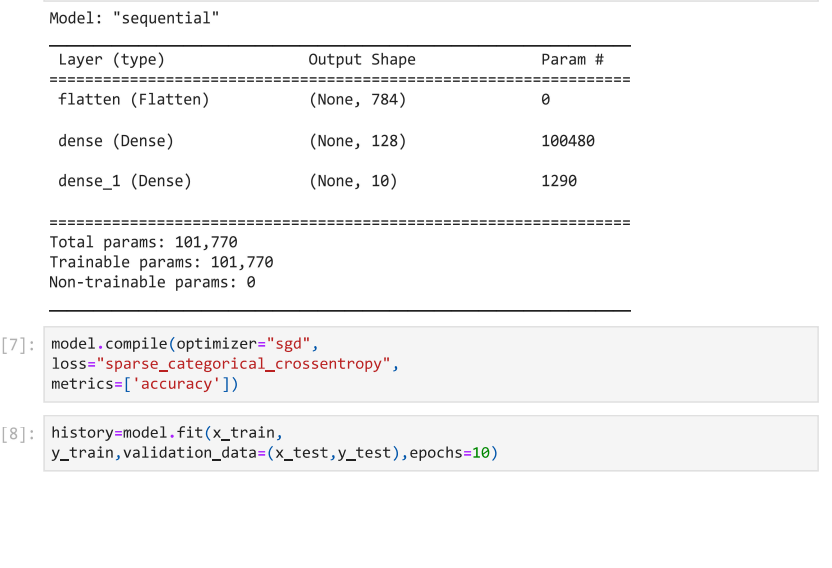 Model: "sequential"
Layer (type) Output Shape Param #
=================================================================
flatten (Flatten) (None, 784) 0
dense (Dense) (None, 128) 100480
dense_1 (Dense) (None, 10) 1290
=================================================================
Total params: 101,770
Trainable params: 101,770
Non-trainable params: 0
[7]: model.compile(optimizer="sgd",
loss="sparse_categorical_crossentropy",
metrics=['accuracy'])
[8]: history=model.fit(x_train,
y_train,validation_data=(x_test,y_test),epochs=10)